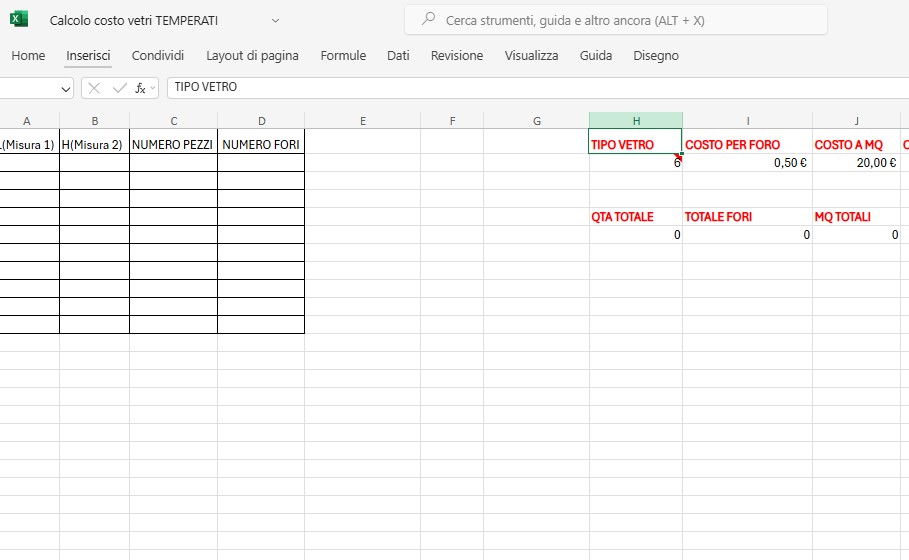 Calcolo costo vetri TEMPERATI
Cerca strumenti, guida e altro ancora (ALT + X)
Home Inserisci Condividi Layout di pagina Formule Dati Revisione Visualizza Guida Disegno
fx TIPO VETRO
A B C D E F G H I J
(Misura 1) H(Misura 2) NUMERO PEZZI NUMERO FORI TIPO VETRO COSTO PER FORO COSTO A MQ
6 0,50 € 20,00 €
QTA TOTALE TOTALE FORI MQ TOTALI
0 0 0